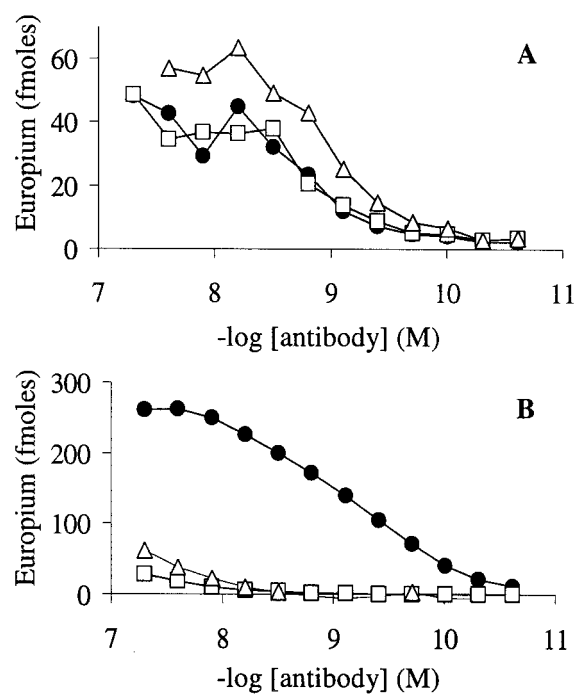 A
60
40
20
0
Europium (fmoles)
7 8 9 10 11
-log [antibody] (M)
B
300
200
100
0
Europium (fmoles)
7 8 9 10 11
-log [antibody] (M)